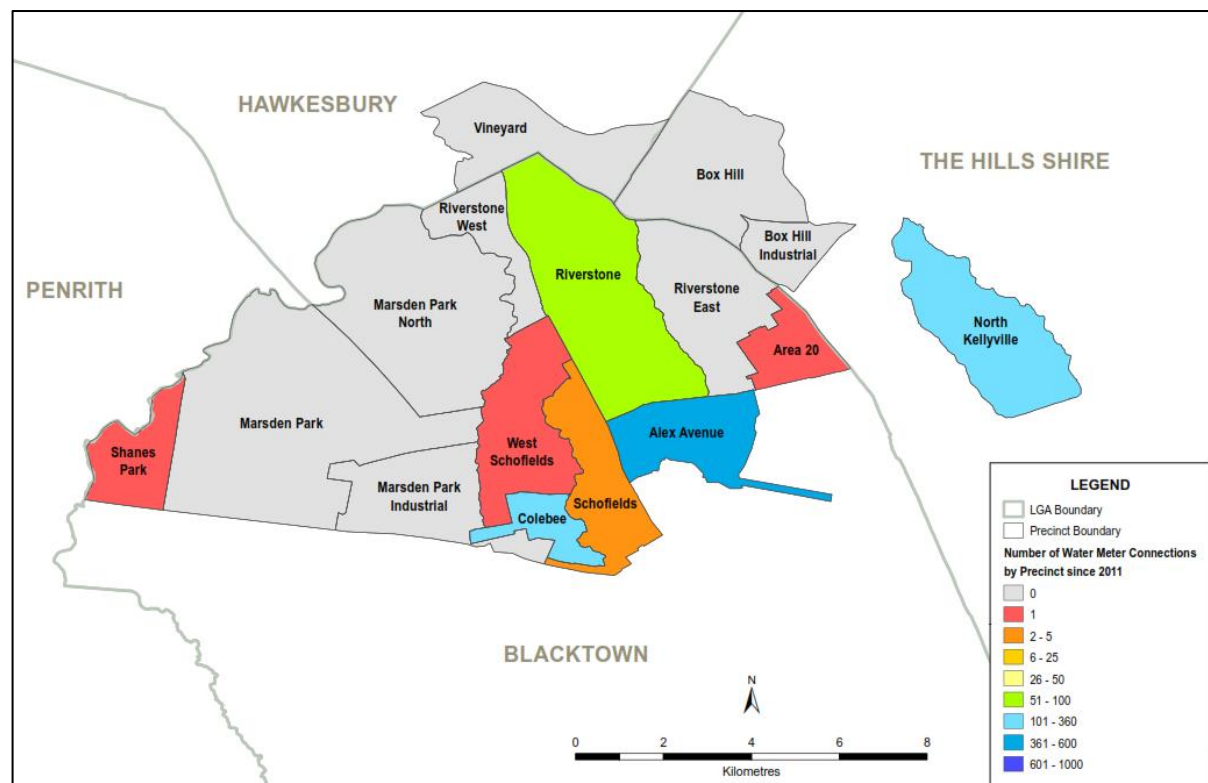 HAWKESBURY
Vineyard
Box Hill
THE HILLS SHIRE
Riverstone
West
Box Hill
Industrial
Riverstone
PENRITH
Marsden Park
North
Riverstone
East
North
Kellyville
Area 20
Marsden Park
Alex Avenue
Shanes
Park
West
Schofields
Marsden Park
Industrial
Schofields
Colebee
BLACKTOWN
N
0 2 4 6 8
Kilometres
LEGEND
LGA Boundary
Precinct Boundary
Number of Water Meter Connections
by Precinct since 2011
0
1
2 - 5
6 - 25
26 - 50
51 - 100
101 - 360
361 - 600
601 - 1000